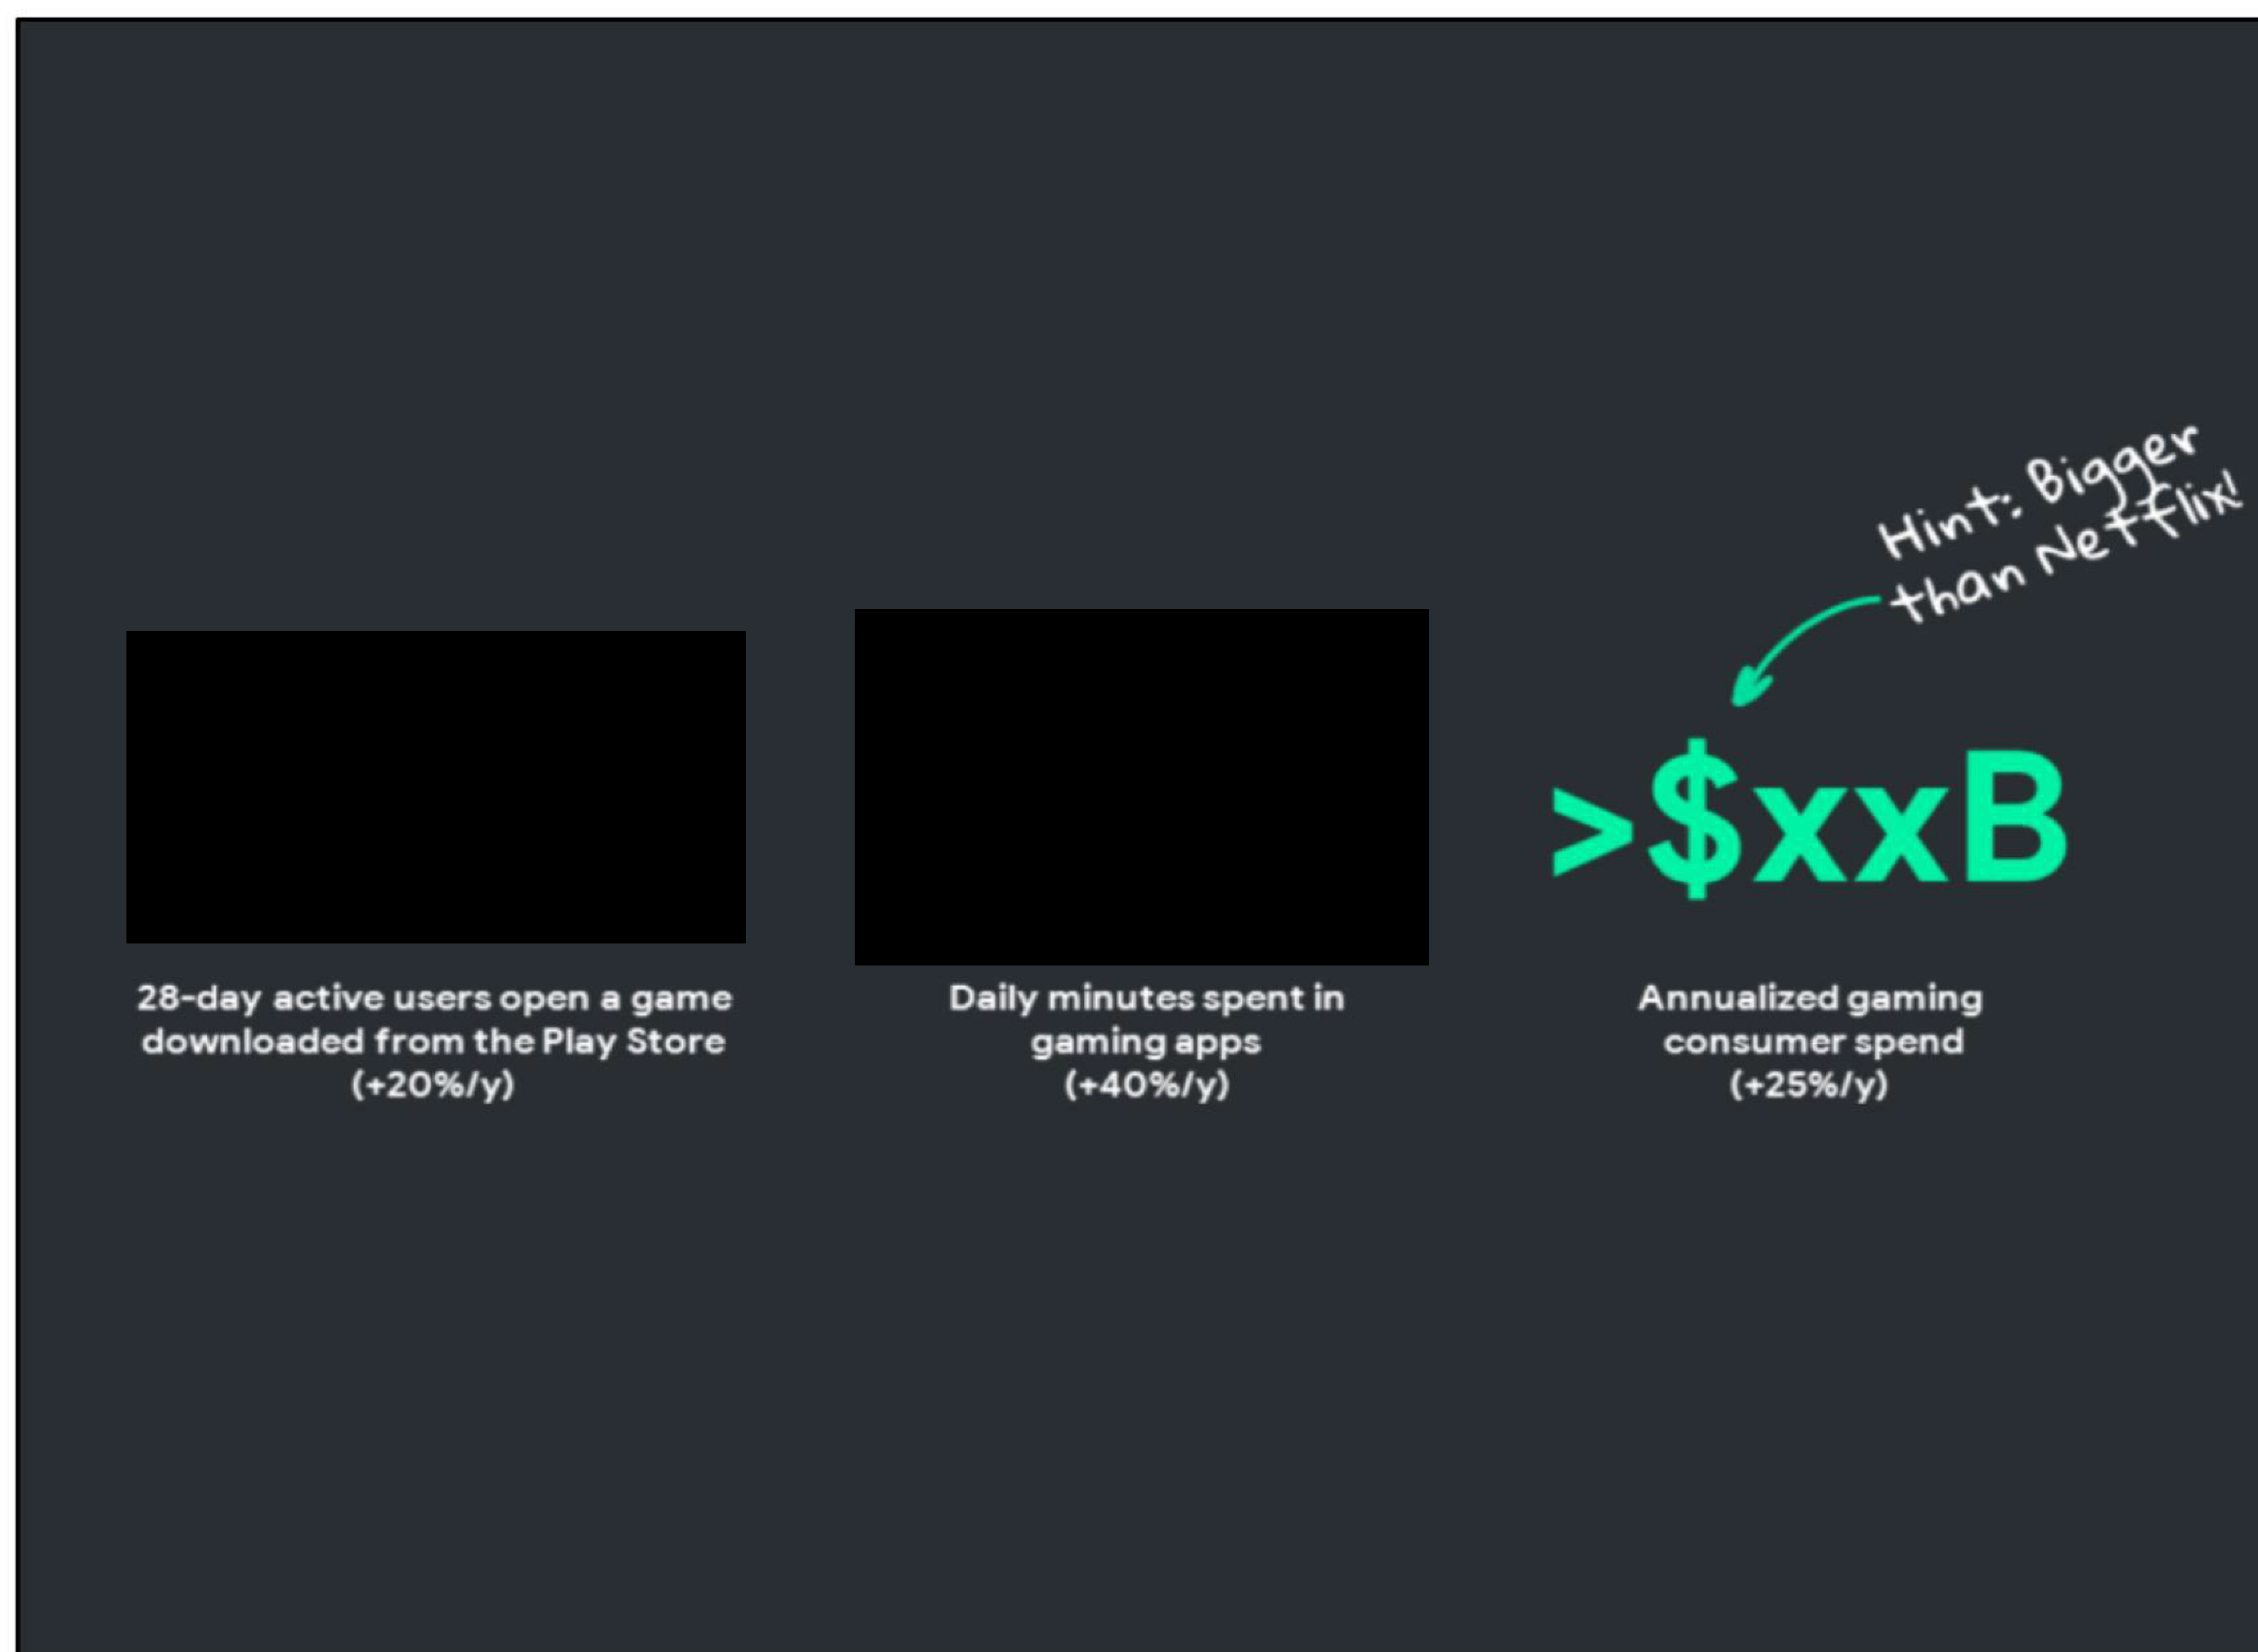 Hint: Bigger
than Netflix!
>$xxB
28-day active users open a game
downloaded from the Play Store
(+20%/y)
Daily minutes spent in
gaming apps
(+40%/y)
Annualized gaming
consumer spend
(+25%/y)